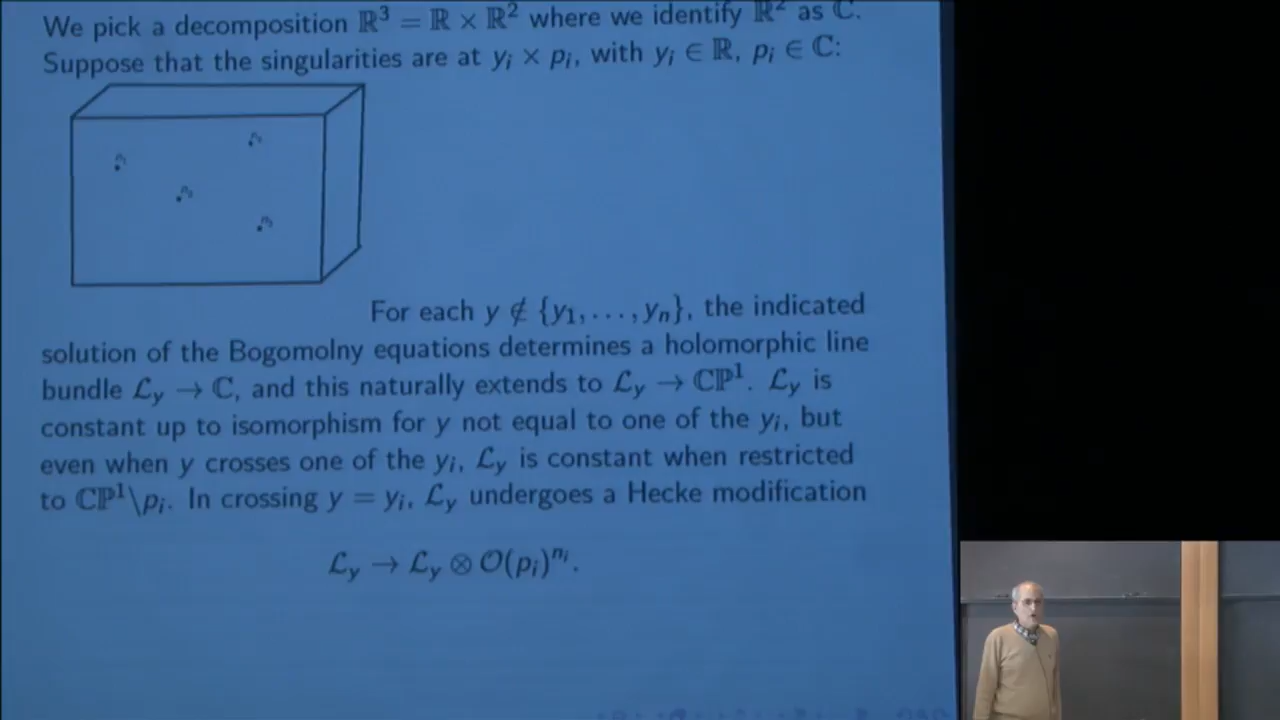 We pick a decomposition ℝ³ = ℝ × ℝ² where we identify ℝ² as ℂ.
Suppose that the singularities are at yᵢ × pᵢ, with yᵢ ∈ ℝ, pᵢ ∈ ℂ:
For each y ∉ {y₁, . . . , yₙ}, the indicated
solution of the Bogomolny equations determines a holomorphic line
bundle ℒ_y → ℂ, and this naturally extends to ℒ_y → ℂℙ¹. ℒ_y is
constant up to isomorphism for y not equal to one of the yᵢ, but
even when y crosses one of the yᵢ, ℒ_y is constant when restricted
to ℂℙ¹\pᵢ. In crossing y = yᵢ, ℒ_y undergoes a Hecke modification
ℒ_y → ℒ_y ⊗ 𝒪(pᵢ)^{nᵢ}.